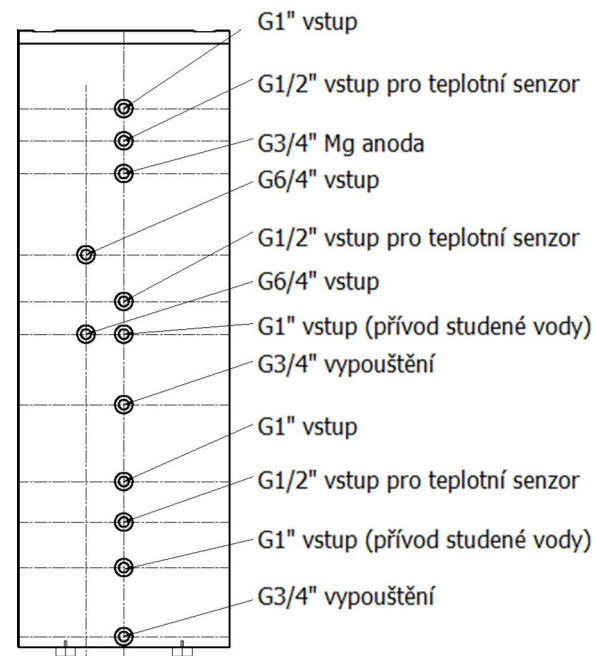 G1" vstup
G1/2" vstup pro teplotní senzor
G3/4" Mg anoda
G6/4" vstup
G1/2" vstup pro teplotní senzor
G6/4" vstup
G1" vstup (přívod studené vody)
G3/4" vypouštění
G1" vstup
G1/2" vstup pro teplotní senzor
G1" vstup (přívod studené vody)
G3/4" vypouštění